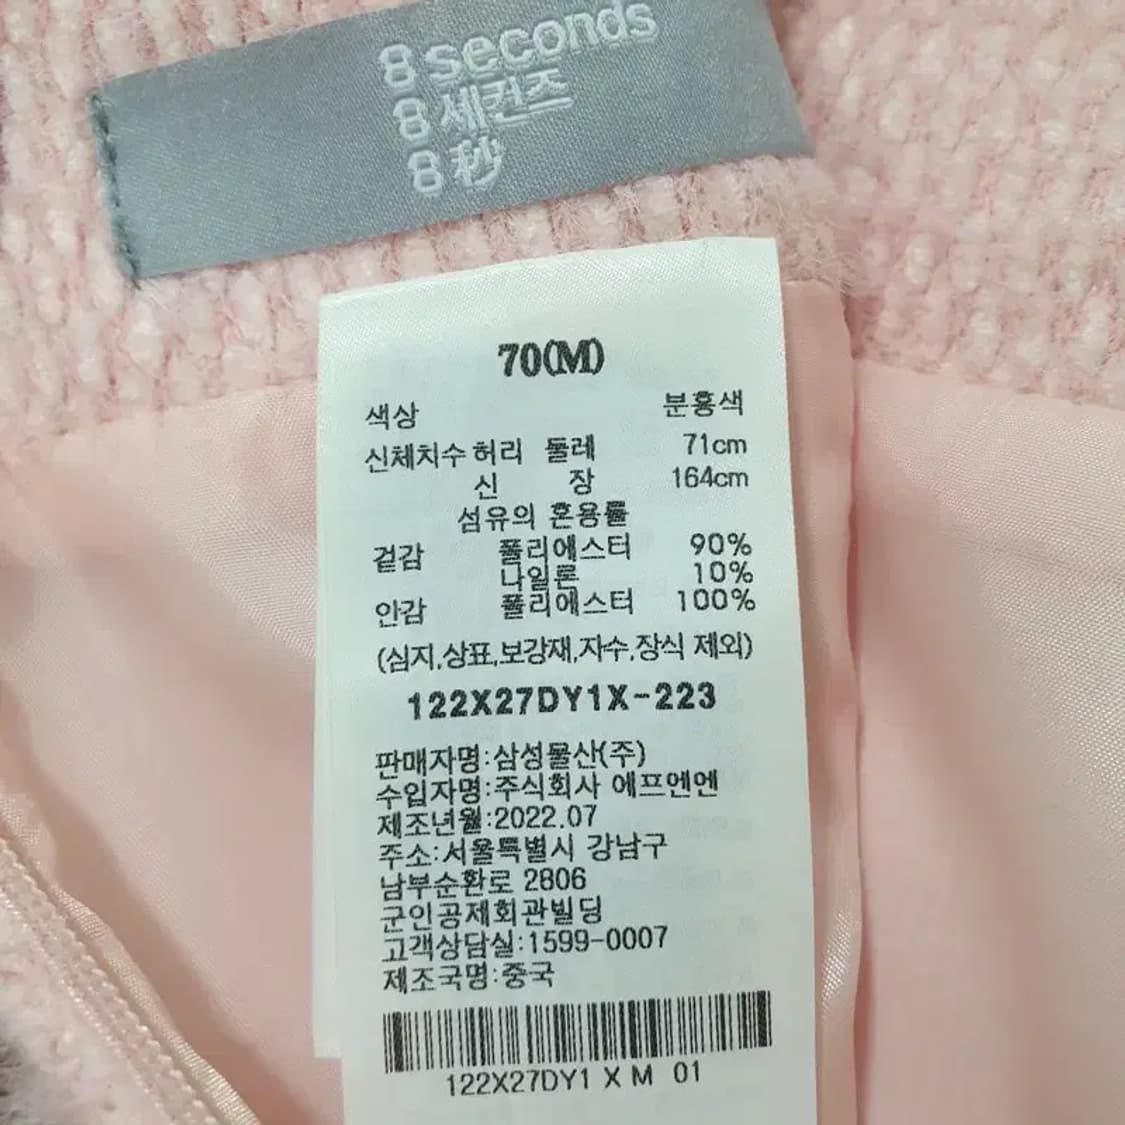 8 seconds
8 세컨즈
8 秒
70(M)
색상 분홍색
신체치수 허리 둘레 71cm
신 장 164cm
섬유의 혼용률
겉감 폴리에스터 90%
나일론 10%
안감 폴리에스터 100%
(심지,상표,보강재,자수,장식 제외)
122X27DY1X-223
판매자명:삼성물산(주)
수입자명:주식회사 에프엔엔
제조년월:2022.07
주소:서울특별시 강남구
남부순환로 2806
군인공제회관빌딩
고객상담실:1599-0007
제조국명:중국
122X27DY1 X M 01